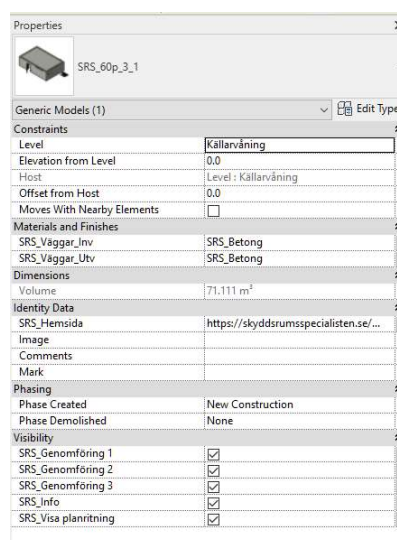 Properties
SRS_60p_3_1
Generic Models (1) Edit Type
Constraints
Level Källarvåning
Elevation from Level 0.0
Host Level : Källarvåning
Offset from Host 0.0
Moves With Nearby Elements
Materials and Finishes
SRS_Väggar_Inv SRS_Betong
SRS_Väggar_Utv SRS_Betong
Dimensions
Volume 71.111 m³
Identity Data
SRS_Hemsida https://skyddsrumsspecialisten.se/...
Image
Comments
Mark
Phasing
Phase Created New Construction
Phase Demolished None
Visibility
SRS_Genomföring 1
SRS_Genomföring 2
SRS_Genomföring 3
SRS_Info
SRS_Visa planritning